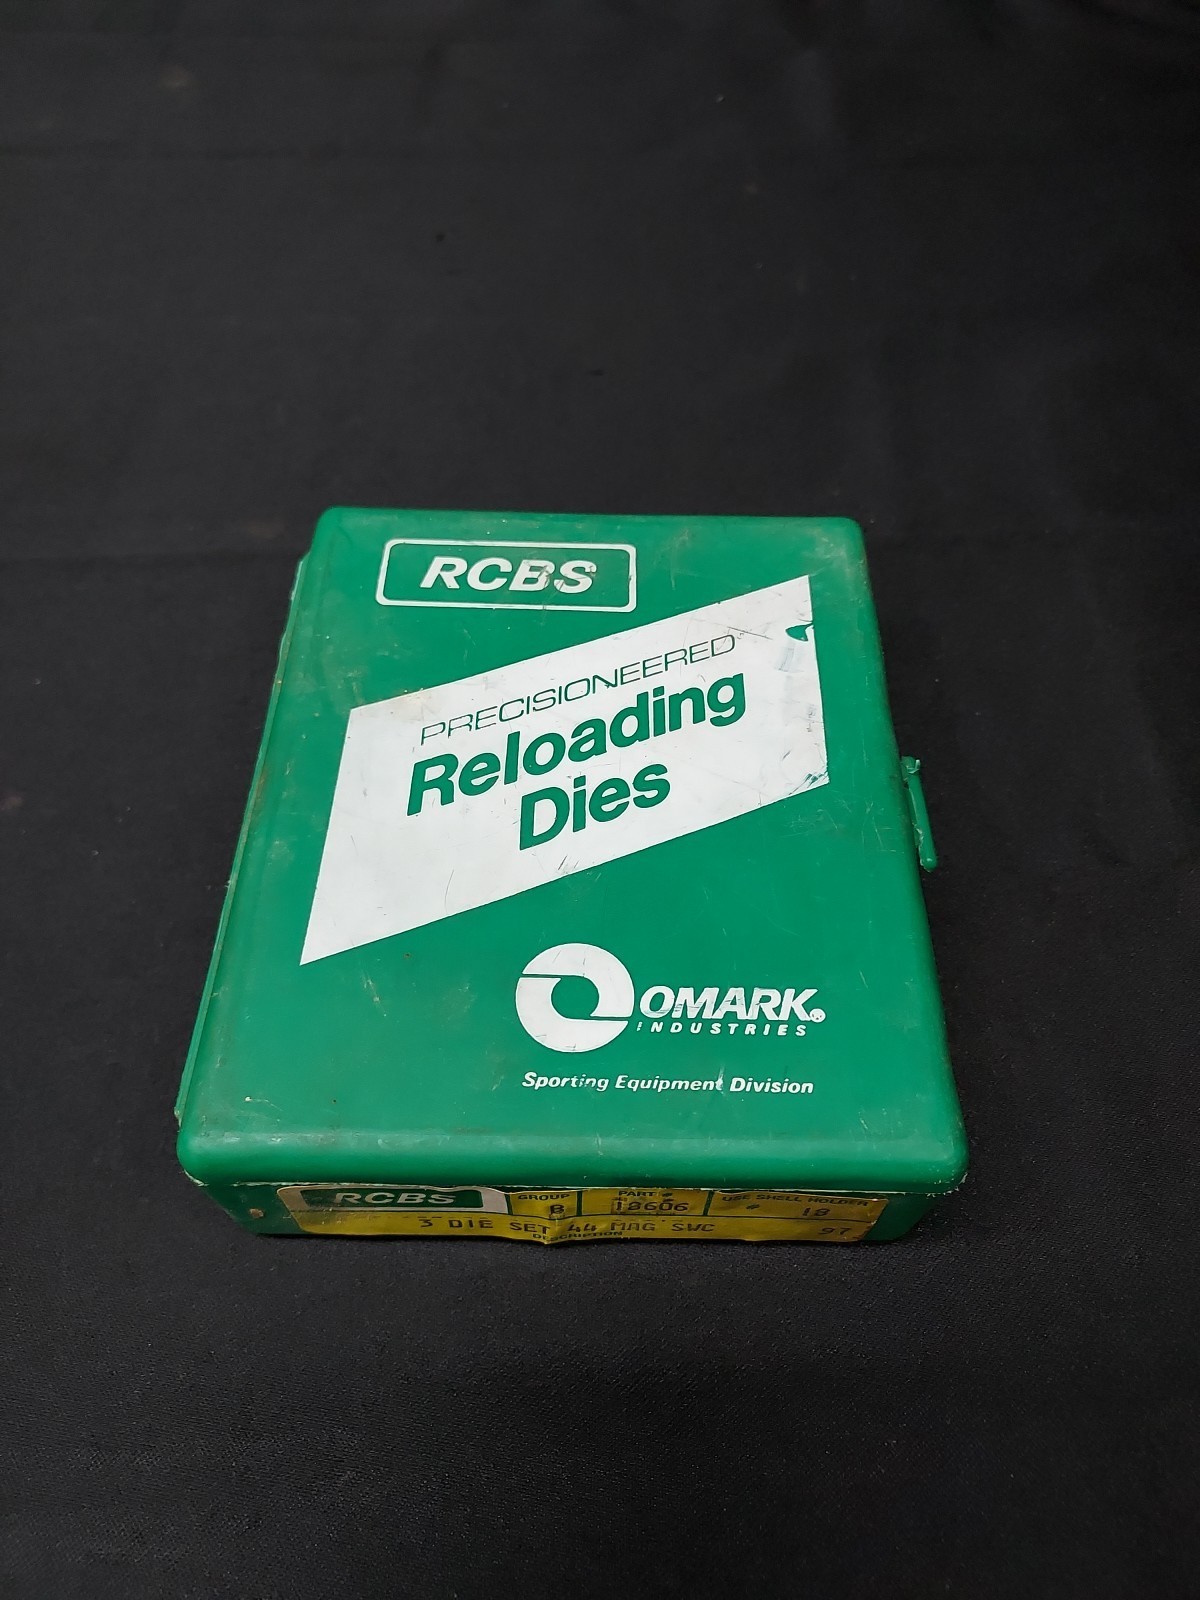 RCBS
PRECISIONEERED
Reloading
Dies
OMARK®
INDUSTRIES
Sporting Equipment Division
RCBS GROUP B PART # 18606 USE SHELL HOLDER # 18
3 DIE SET 44 MAG SWC 97
DESCRIPTION